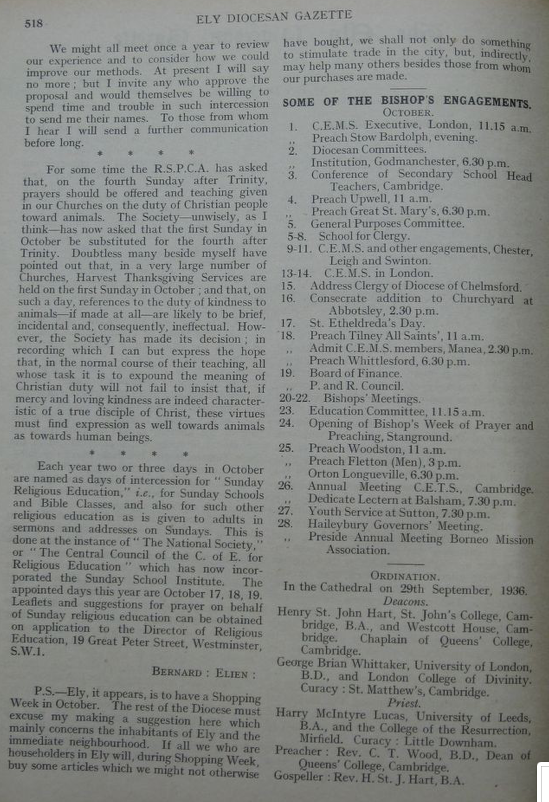 518
ELY DIOCESAN GAZETTE
We might all meet once a year to review
our experience and to consider how we could
improve our methods. At present I will say
no more; but I invite any who approve the
proposal and would themselves be willing to
spend time and trouble in such intercession
to send me their names. To those from whom
I hear I will send a further communication
before long.
* * * *
For some time the R.S.P.C.A. has asked
that, on the fourth Sunday after Trinity,
prayers should be offered and teaching given
in our Churches on the duty of Christian people
toward animals. The Society—unwisely, as I
think—has now asked that the first Sunday in
October be substituted for the fourth after
Trinity. Doubtless many beside myself have
pointed out that, in a very large number of
Churches, Harvest Thanksgiving Services are
held on the first Sunday in October; and that, on
such a day, references to the duty of kindness to
animals—if made at all—are likely to be brief,
incidental and, consequently, ineffectual. How-
ever, the Society has made its decision; in
recording which I can but express the hope
that, in the normal course of their teaching, all
whose task it is to expound the meaning of
Christian duty will not fail to insist that, if
mercy and loving kindness are indeed character-
istic of a true disciple of Christ, these virtues
must find expression as well towards animals
as towards human beings.
* * * *
Each year two or three days in October
are named as days of intercession for " Sunday
Religious Education," i.e., for Sunday Schools
and Bible Classes, and also for such other
religious education as is given to adults in
sermons and addresses on Sundays. This is
done at the instance of " The National Society,"
or " The Central Council of the C. of E. for
Religious Education " which has now incor-
porated the Sunday School Institute. The
appointed days this year are October 17, 18, 19.
Leaflets and suggestions for prayer on behalf
of Sunday religious education can be obtained
on application to the Director of Religious
Education, 19 Great Peter Street, Westminster,
S.W.1.
BERNARD : ELIEN :
P.S.—Ely, it appears, is to have a Shopping
Week in October. The rest of the Diocese must
excuse my making a suggestion here which
mainly concerns the inhabitants of Ely and the
immediate neighbourhood. If all we who are
householders in Ely will, during Shopping Week,
buy some articles which we might not otherwise
have bought, we shall not only do something
to stimulate trade in the city, but, indirectly,
may help many others besides those from whom
our purchases are made.
SOME OF THE BISHOP'S ENGAGEMENTS.
OCTOBER.
1. C.E.M.S. Executive, London, 11.15 a.m.
„ Preach Stow Bardolph, evening.
2. Diocesan Committees.
„ Institution, Godmanchester, 6.30 p.m.
3. Conference of Secondary School Head
Teachers, Cambridge.
4. Preach Upwell, 11 a.m.
„ Preach Great St. Mary's, 6.30 p.m.
5. General Purposes Committee.
5-8. School for Clergy.
9-11. C.E.M.S. and other engagements, Chester,
Leigh and Swinton.
13-14. C.E.M.S. in London.
15. Address Clergy of Diocese of Chelmsford.
16. Consecrate addition to Churchyard at
Abbotsley, 2.30 p.m.
17. St. Etheldreda's Day.
18. Preach Tilney All Saints', 11 a.m.
„ Admit C.E.M.S. members, Manea, 2.30 p.m.
„ Preach Whittlesford, 6.30 p.m.
19. Board of Finance.
„ P. and R. Council.
20-22. Bishops' Meetings.
23. Education Committee, 11.15 a.m.
24. Opening of Bishop's Week of Prayer and
Preaching, Stanground.
25. Preach Woodston, 11 a.m.
„ Preach Fletton (Men), 3 p.m.
„ Orton Longueville, 6.30 p.m.
26. Annual Meeting C.E.T.S., Cambridge.
„ Dedicate Lectern at Balsham, 7.30 p.m.
27. Youth Service at Sutton, 7.30 p.m.
28. Haileybury Governors' Meeting.
„ Preside Annual Meeting Borneo Mission
Association.
ORDINATION.
In the Cathedral on 29th September, 1936.
Deacons.
Henry St. John Hart, St. John's College, Cam-
bridge, B.A., and Westcott House, Cam-
bridge. Chaplain of Queens' College,
Cambridge.
George Brian Whittaker, University of London,
B.D., and London College of Divinity.
Curacy : St. Matthew's, Cambridge.
Priest.
Harry McIntyre Lucas, University of Leeds,
B.A., and the College of the Resurrection,
Mirfield. Curacy : Little Downham.
Preacher : Rev. C. T. Wood, B.D., Dean of
Queens' College, Cambridge.
Gospeller : Rev. H. St. J. Hart, B.A.